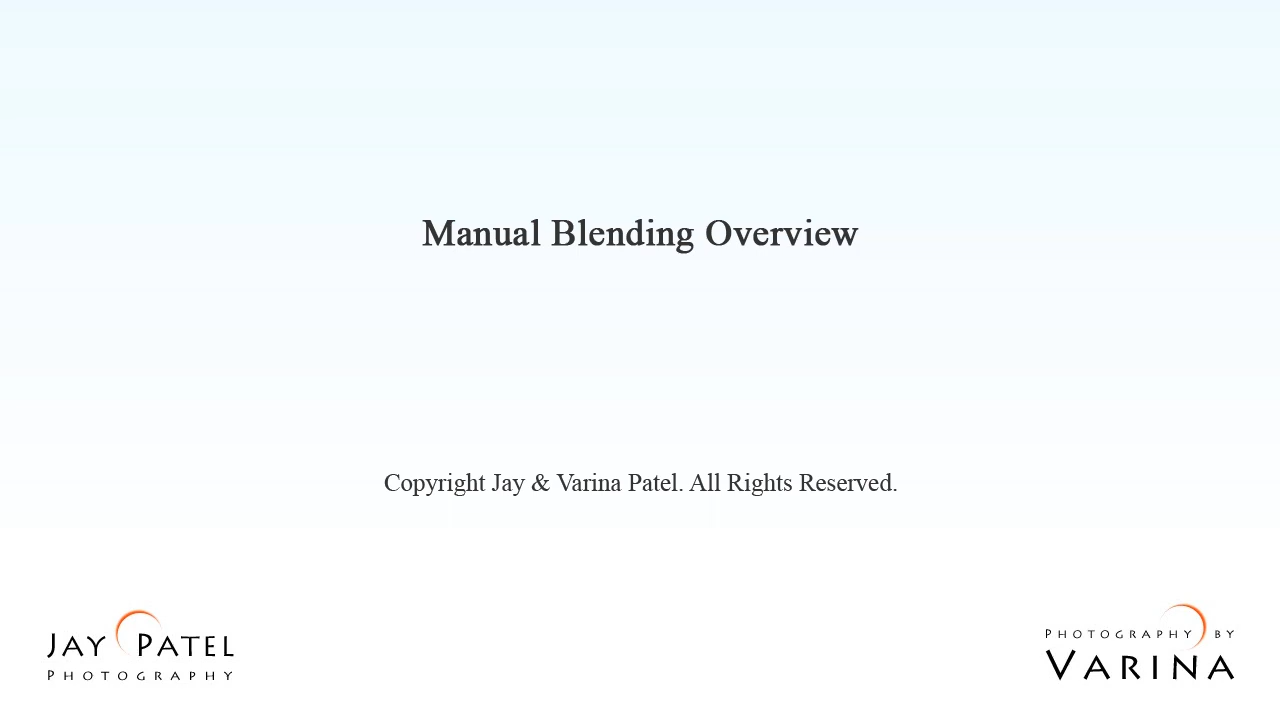 Manual Blending Overview
Copyright Jay & Varina Patel. All Rights Reserved.
JAY PATEL
PHOTOGRAPHY
PHOTOGRAPHY BY
VARINA